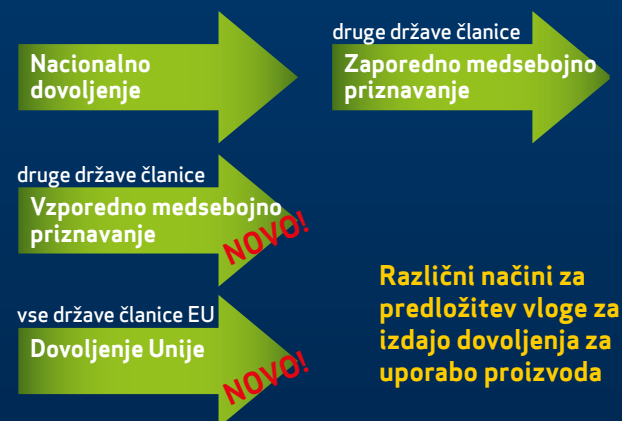 Nacionalno
dovoljenje
druge države članice
Zaporedno medsebojno
priznavanje
druge države članice
Vzporedno medsebojno
priznavanje
NOVO!
vse države članice EU
Dovoljenje Unije
NOVO!
Različni načini za
predložitev vloge za
izdajo dovoljenja za
uporabo proizvoda